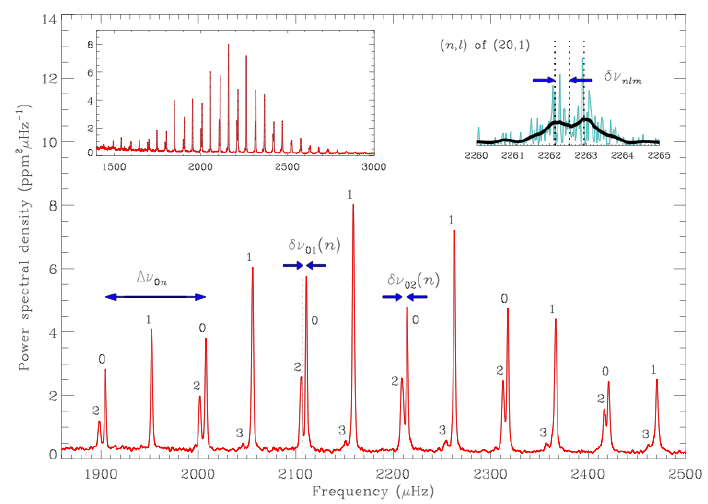 (n,l) of (20,1)
δν_nlm
8
6
4
2
0
1500 2000 2500 3000
2260 2261 2262 2263 2264 2265
14
12
10
8
6
4
2
0
Power spectral density (ppm²μHz⁻¹)
Δν₀ₙ
δν₀₁(n)
δν₀₂(n)
2 0 1 2 0 3 1 2 0 3 1 2 0 3 1 2 0 3 1 2 0 3 1
1900 2000 2100 2200 2300 2400 2500
Frequency (μHz)